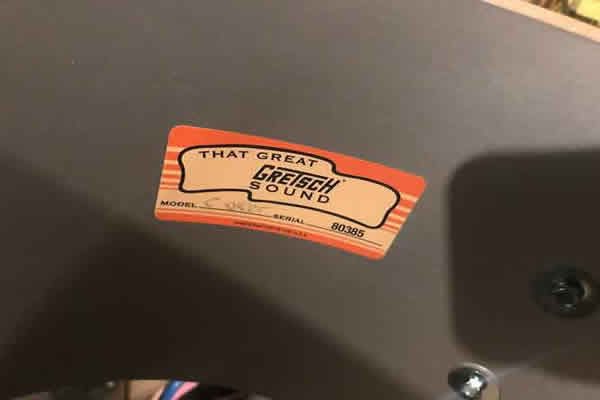 THAT GREAT
GRETSCH
SOUND
MODEL SERIAL 80385